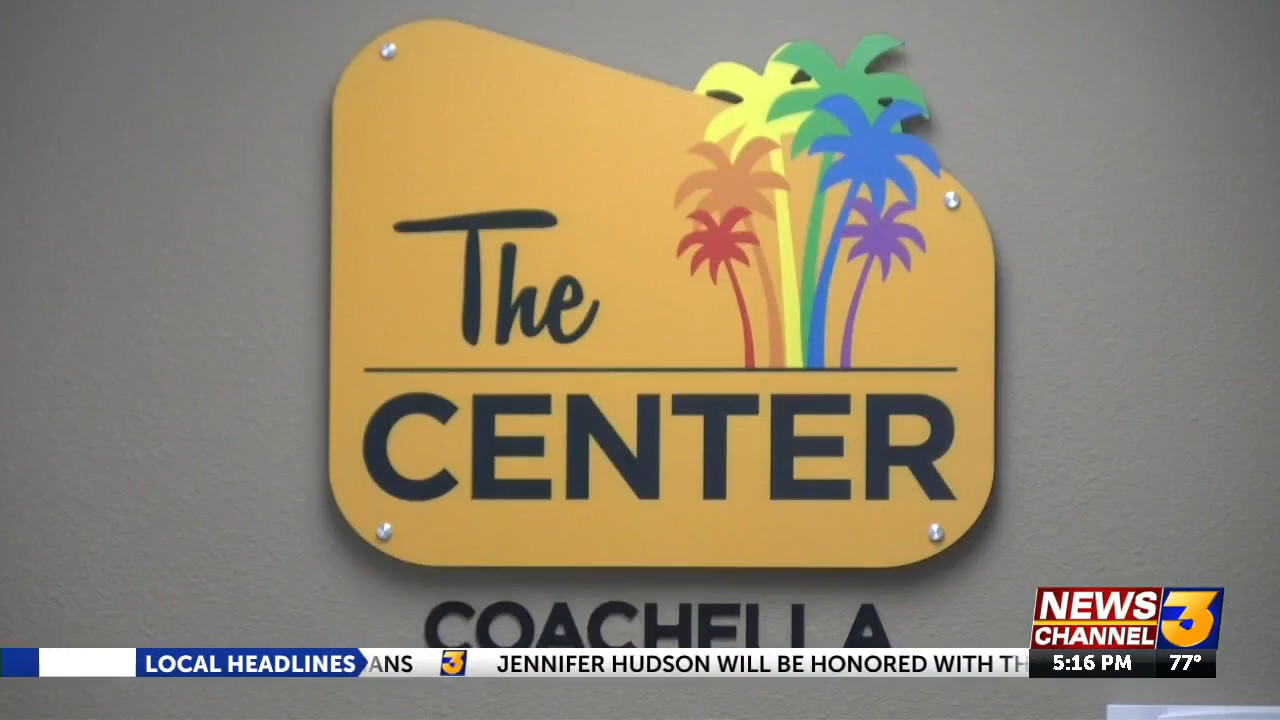 The
CENTER
COACHELLA
LOCAL HEADLINES ANS 3 JENNIFER HUDSON WILL BE HONORED WITH TH
NEWS
CHANNEL 3
5:16 PM 77°